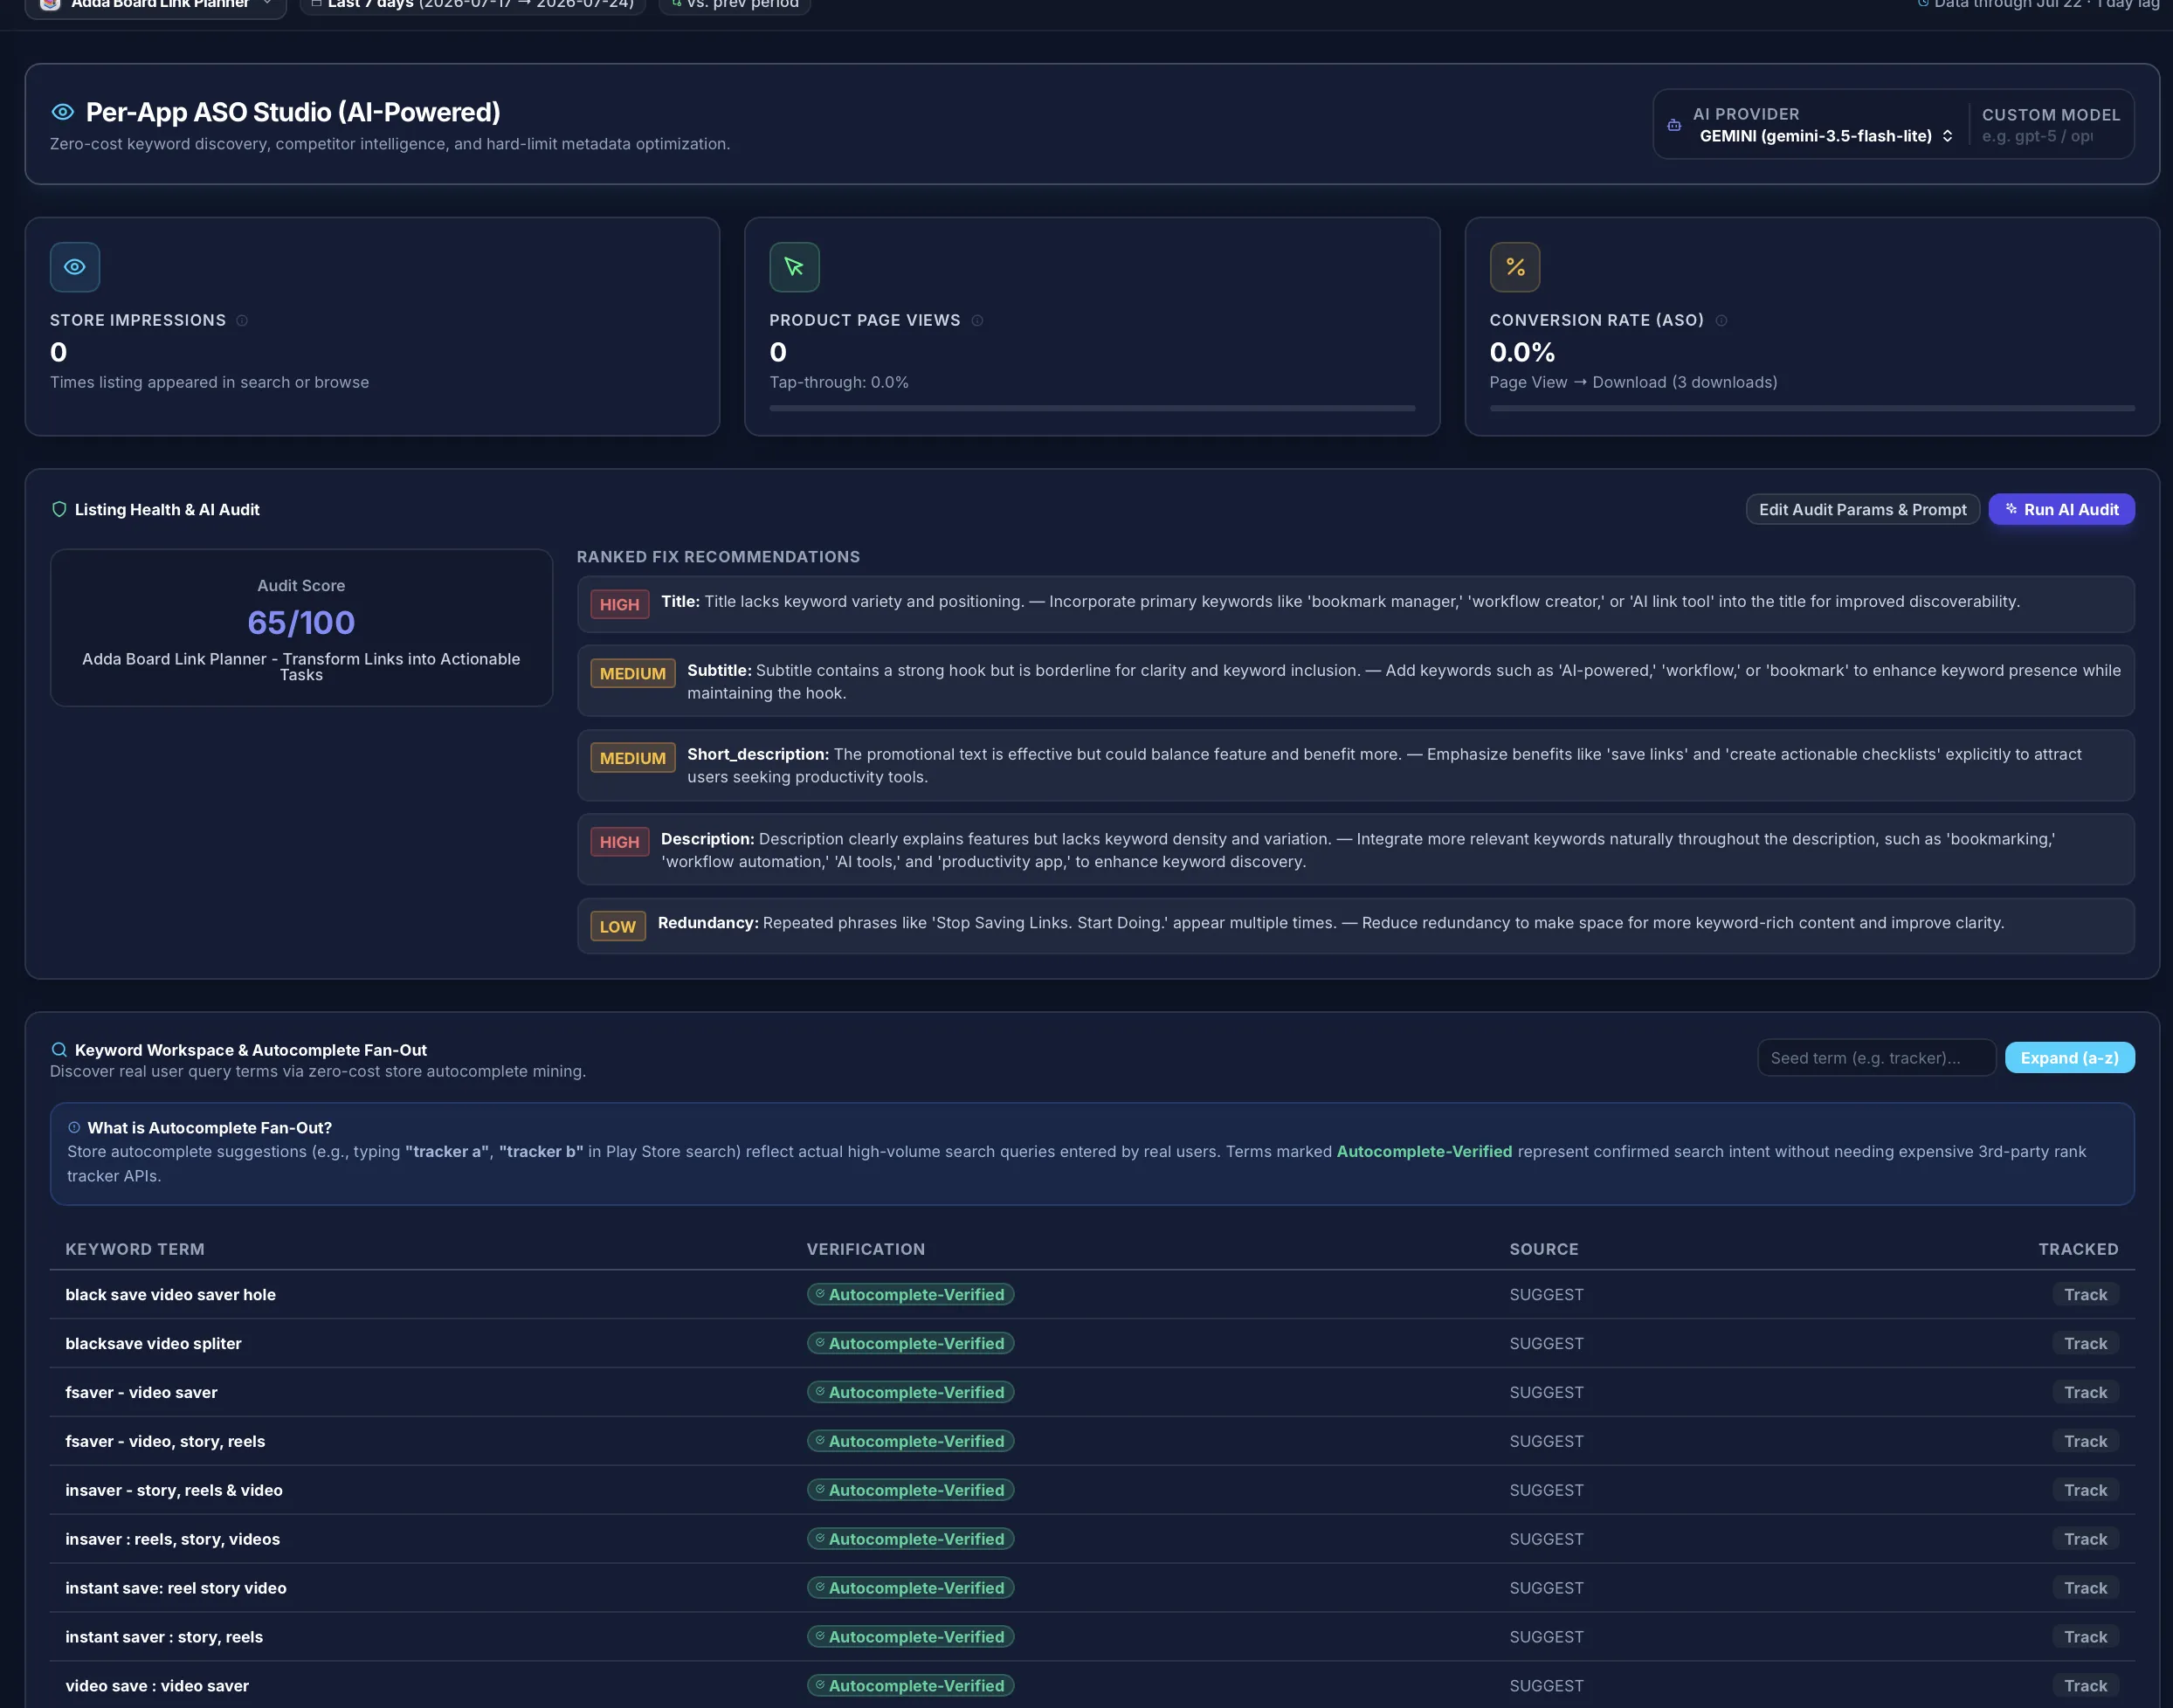 Adda Board Link Planner
Last 7 days (2026-07-17 → 2026-07-24)
vs. prev period
Data through Jul 22 · 1 day lag
Per-App ASO Studio (AI-Powered)
Zero-cost keyword discovery, competitor intelligence, and hard-limit metadata optimization.
AI PROVIDER
GEMINI (gemini-3.5-flash-lite)
CUSTOM MODEL
e.g. gpt-5 / op
STORE IMPRESSIONS
0
Times listing appeared in search or browse
PRODUCT PAGE VIEWS
0
Tap-through: 0.0%
CONVERSION RATE (ASO)
0.0%
Page View → Download (3 downloads)
Listing Health & AI Audit
Edit Audit Params & Prompt
Run AI Audit
Audit Score
65/100
Adda Board Link Planner - Transform Links into Actionable
Tasks
RANKED FIX RECOMMENDATIONS
HIGH Title: Title lacks keyword variety and positioning. — Incorporate primary keywords like 'bookmark manager,' 'workflow creator,' or 'AI link tool' into the title for improved discoverability.
MEDIUM Subtitle: Subtitle contains a strong hook but is borderline for clarity and keyword inclusion. — Add keywords such as 'AI-powered,' 'workflow,' or 'bookmark' to enhance keyword presence while
maintaining the hook.
MEDIUM Short_description: The promotional text is effective but could balance feature and benefit more. — Emphasize benefits like 'save links' and 'create actionable checklists' explicitly to attract
users seeking productivity tools.
HIGH Description: Description clearly explains features but lacks keyword density and variation. — Integrate more relevant keywords naturally throughout the description, such as 'bookmarking,'
'workflow automation,' 'AI tools,' and 'productivity app,' to enhance keyword discovery.
LOW Redundancy: Repeated phrases like 'Stop Saving Links. Start Doing.' appear multiple times. — Reduce redundancy to make space for more keyword-rich content and improve clarity.
Keyword Workspace & Autocomplete Fan-Out
Discover real user query terms via zero-cost store autocomplete mining.
Seed term (e.g. tracker)...
Expand (a-z)
What is Autocomplete Fan-Out?
Store autocomplete suggestions (e.g., typing "tracker a", "tracker b" in Play Store search) reflect actual high-volume search queries entered by real users. Terms marked Autocomplete-Verified represent confirmed search intent without needing expensive 3rd-party rank
tracker APIs.
KEYWORD TERM VERIFICATION SOURCE TRACKED
black save video saver hole Autocomplete-Verified SUGGEST Track
blacksave video spliter Autocomplete-Verified SUGGEST Track
fsaver - video saver Autocomplete-Verified SUGGEST Track
fsaver - video, story, reels Autocomplete-Verified SUGGEST Track
insaver - story, reels & video Autocomplete-Verified SUGGEST Track
insaver : reels, story, videos Autocomplete-Verified SUGGEST Track
instant save: reel story video Autocomplete-Verified SUGGEST Track
instant saver : story, reels Autocomplete-Verified SUGGEST Track
video save : video saver Autocomplete-Verified SUGGEST Track